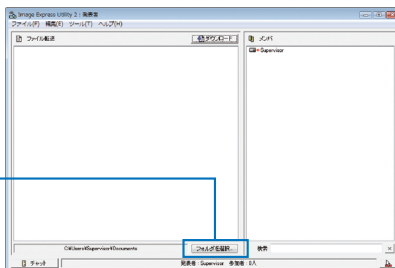 Image Express Utility 2 : 発表者
ファイル(F) 編集(E) ツール(T) ヘルプ(H)
ファイル転送
ダウンロード
メンバ
Supervisor
C:¥Users¥Supervisor¥Documents
フォルダを選択...
検索
チャット
発表者 : Supervisor 参加者 : 0人